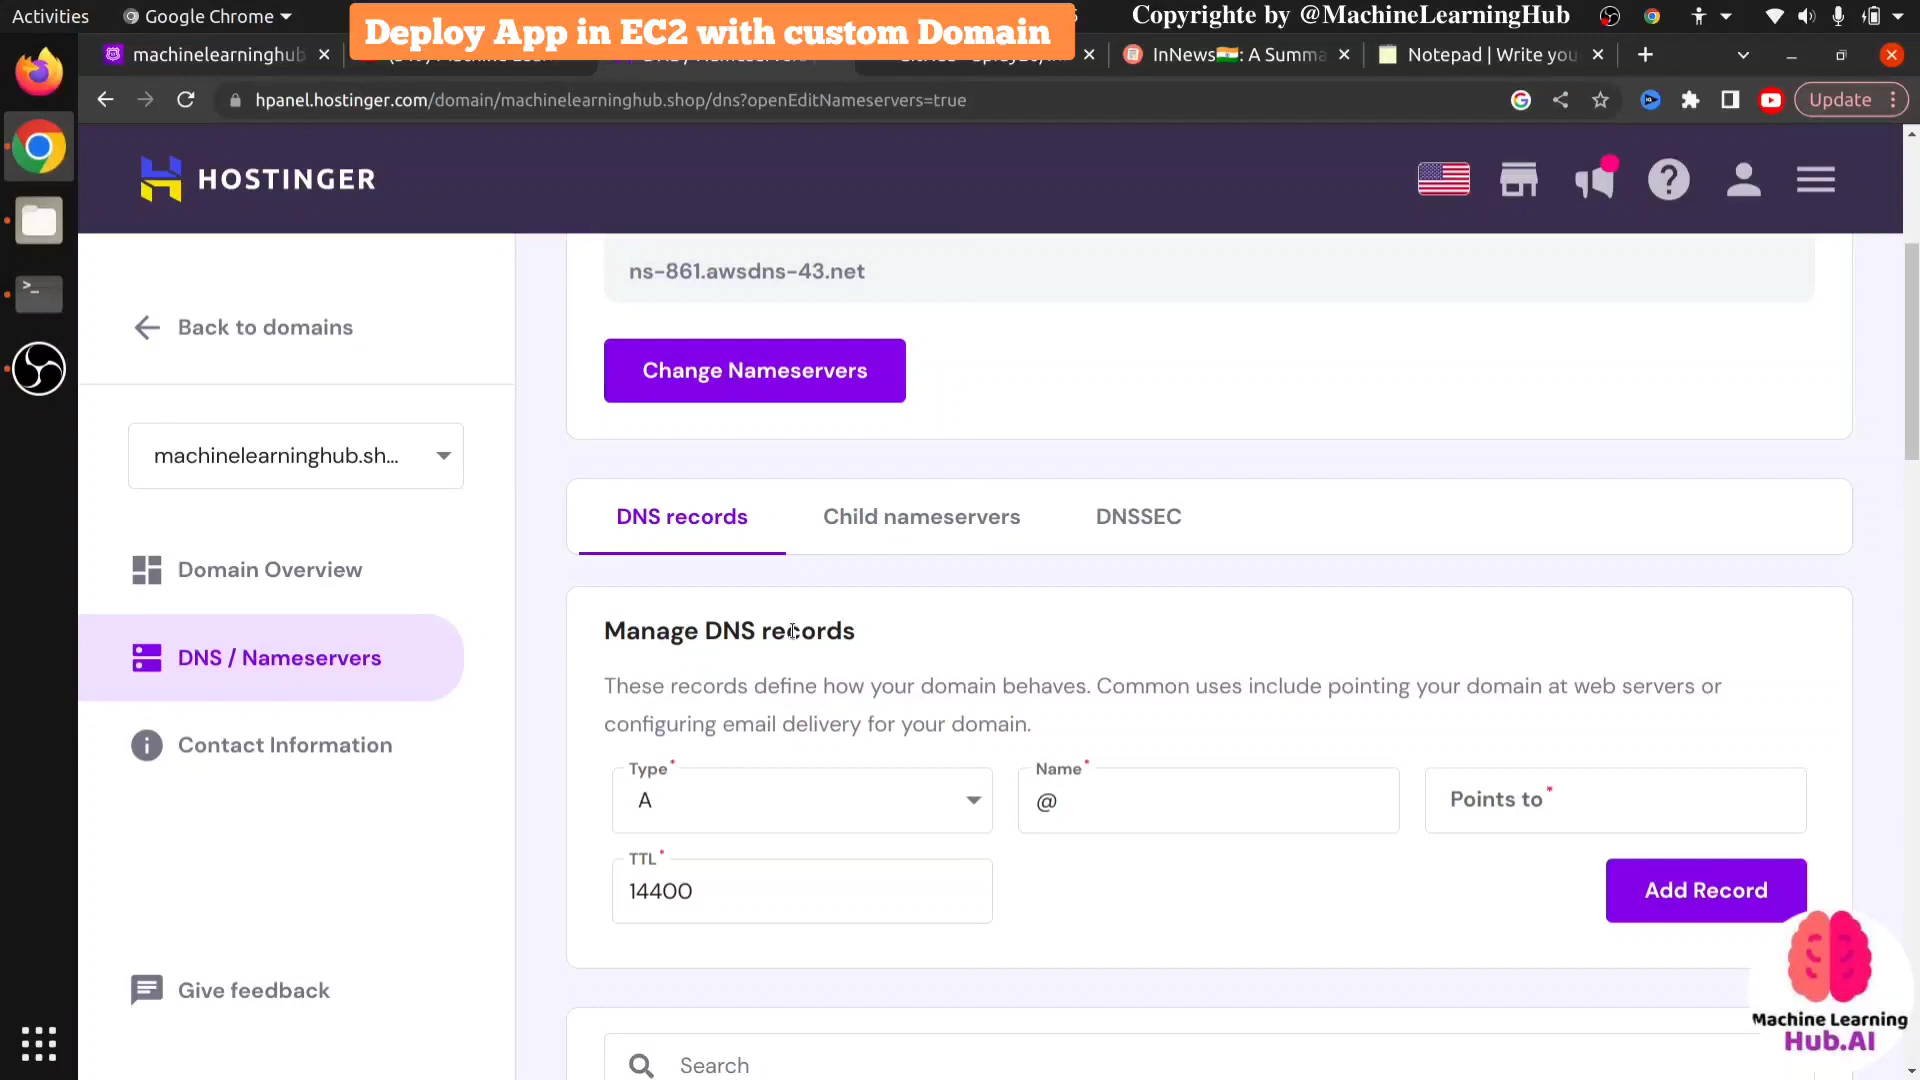 Activities
Google Chrome
Deploy App in EC2 with custom Domain
Copyrighte by @MachineLearningHub
machinelearninghub
InNews🇮🇳: A Summa
Notepad | Write you
hpanel.hostinger.com/domain/machinelearninghub.shop/dns?openEditNameservers=true
Update
HOSTINGER
ns-861.awsdns-43.net
Back to domains
Change Nameservers
machinelearninghub.sh...
DNS records
Child nameservers
DNSSEC
Domain Overview
Manage DNS records
DNS / Nameservers
These records define how your domain behaves. Common uses include pointing your domain at web servers or
configuring email delivery for your domain.
Contact Information
Type*
A
Name*
@
Points to*
TTL*
14400
Add Record
Give feedback
Machine Learning
Hub.AI
Search